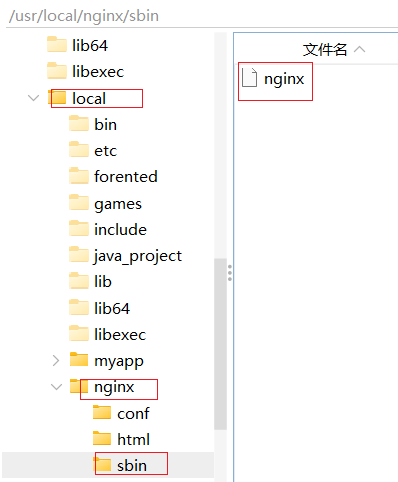 /usr/local/nginx/sbin
lib64
libexec
local
bin
etc
forented
games
include
java_project
lib
lib64
libexec
myapp
nginx
conf
html
sbin
文件名
nginx